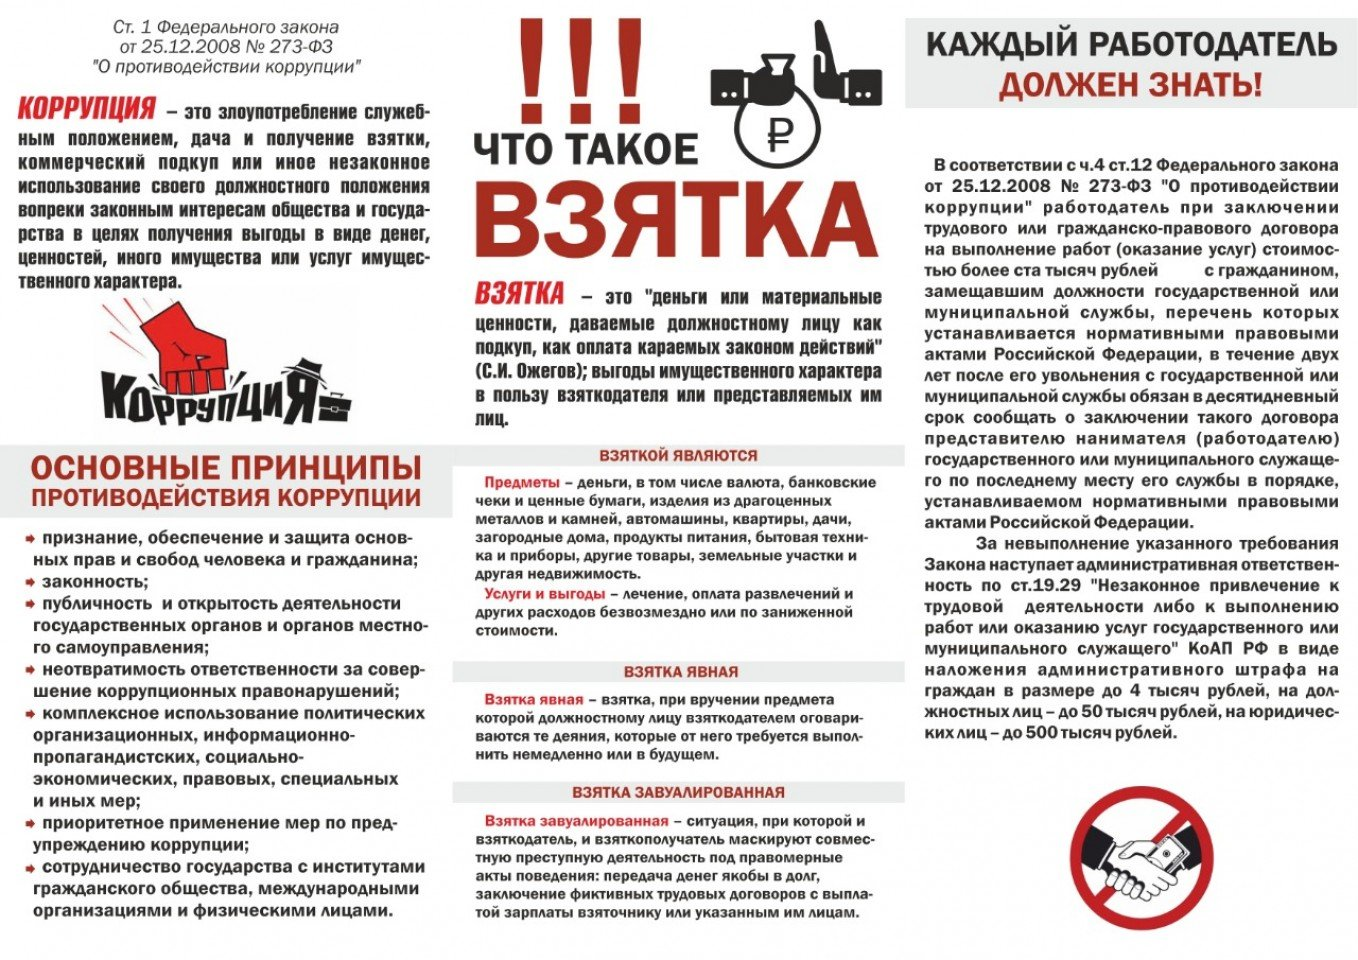 Ст. 1 Федерального закона
от 25.12.2008 № 273-ФЗ
"О противодействии коррупции"
КОРРУПЦИЯ – это злоупотребление служеб-
ным положением, дача и получение взятки,
коммерческий подкуп или иное незаконное
использование своего должностного положения
вопреки законным интересам общества и госуда-
рства в целях получения выгоды в виде денег,
ценностей, иного имущества или услуг имущес-
твенного характера.
КОРРУПЦИЯ
ОСНОВНЫЕ ПРИНЦИПЫ
ПРОТИВОДЕЙСТВИЯ КОРРУПЦИИ
признание, обеспечение и защита основ-
ных прав и свобод человека и гражданина;
законность;
публичность и открытость деятельности
государственных органов и органов местно-
го самоуправления;
неотвратимость ответственности за совер-
шение коррупционных правонарушений;
комплексное использование политических
организационных, информационно-
пропагандистских, социально-
экономических, правовых, специальных
и иных мер;
приоритетное применение мер по пред-
упреждению коррупции;
сотрудничество государства с институтами
гражданского общества, международными
организациями и физическими лицами.
!!!
ЧТО ТАКОЕ
₽
ВЗЯТКА
ВЗЯТКА – это "деньги или материальные
ценности, даваемые должностному лицу как
подкуп, как оплата караемых законом действий"
(С.И. Ожегов); выгоды имущественного характера
в пользу взяткодателя или представляемых им
лиц.
ВЗЯТКОЙ ЯВЛЯЮТСЯ
Предметы – деньги, в том числе валюта, банковские
чеки и ценные бумаги, изделия из драгоценных
металлов и камней, автомашины, квартиры, дачи,
загородные дома, продукты питания, бытовая техни-
ка и приборы, другие товары, земельные участки и
другая недвижимость.
Услуги и выгоды – лечение, оплата развлечений и
других расходов безвозмездно или по заниженной
стоимости.
ВЗЯТКА ЯВНАЯ
Взятка явная – взятка, при вручении предмета
которой должностному лицу взяткодателем оговари-
ваются те деяния, которые от него требуется выпол-
нить немедленно или в будущем.
ВЗЯТКА ЗАВУАЛИРОВАННАЯ
Взятка завуалированная – ситуация, при которой и
взяткодатель, и взяткополучатель маскируют совмес-
тную преступную деятельность под правомерные
акты поведения: передача денег якобы в долг,
заключение фиктивных трудовых договоров с выпла-
той зарплаты взяточнику или указанным им лицам.
КАЖДЫЙ РАБОТОДАТЕЛЬ
ДОЛЖЕН ЗНАТЬ!
В соответствии с ч.4 ст.12 Федерального закона
от 25.12.2008 № 273-ФЗ "О противодействии
коррупции" работодатель при заключении
трудового или гражданско-правового договора
на выполнение работ (оказание услуг) стоимос-
тью более ста тысяч рублей с гражданином,
замещавшим должности государственной или
муниципальной службы, перечень которых
устанавливается нормативными правовыми
актами Российской Федерации, в течение двух
лет после его увольнения с государственной или
муниципальной службы обязан в десятидневный
срок сообщать о заключении такого договора
представителю нанимателя (работодателю)
государственного или муниципального служаще-
го по последнему месту его службы в порядке,
устанавливаемом нормативными правовыми
актами Российской Федерации.
За невыполнение указанного требования
Закона наступает административная ответствен-
ность по ст.19.29 "Незаконное привлечение к
трудовой деятельности либо к выполнению
работ или оказанию услуг государственного или
муниципального служащего" КоАП РФ в виде
наложения административного штрафа на
граждан в размере до 4 тысяч рублей, на дол-
жностных лиц – до 50 тысяч рублей, на юридичес-
ких лиц – до 500 тысяч рублей.